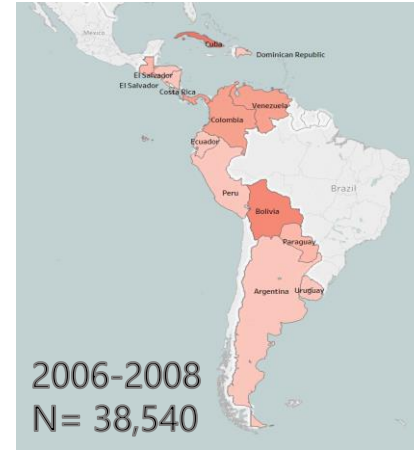 Mexico
Cuba
Dominican Republic
El Salvador
El Salvador
Costa Rica
Venezuela
Colombia
Ecuador
Peru
Brazil
Bolivia
Paraguay
Argentina
Uruguay
2006-2008
N= 38,540